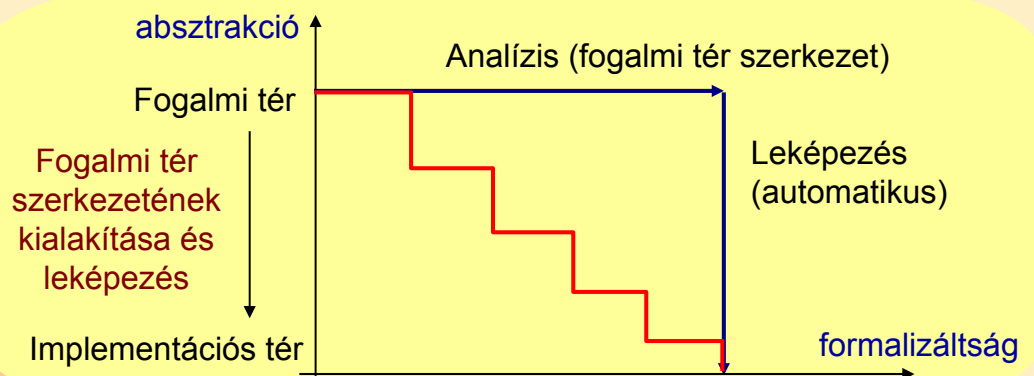 absztrakció
Analízis (fogalmi tér szerkezet)
Fogalmi tér
Fogalmi tér
szerkezetének
kialakítása és
leképezés
Leképezés
(automatikus)
Implementációs tér
formalizáltság